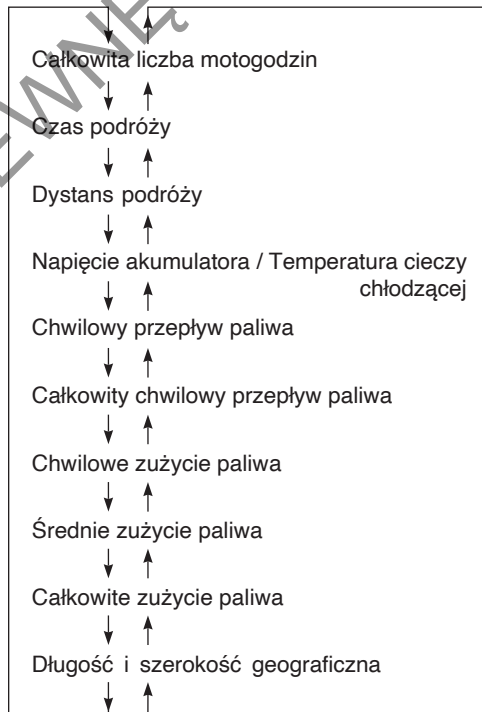 EWNĘ
Całkowita liczba motogodzin
Czas podróży
Dystans podróży
Napięcie akumulatora / Temperatura cieczy
chłodzącej
Chwilowy przepływ paliwa
Całkowity chwilowy przepływ paliwa
Chwilowe zużycie paliwa
Średnie zużycie paliwa
Całkowite zużycie paliwa
Długość i szerokość geograficzna